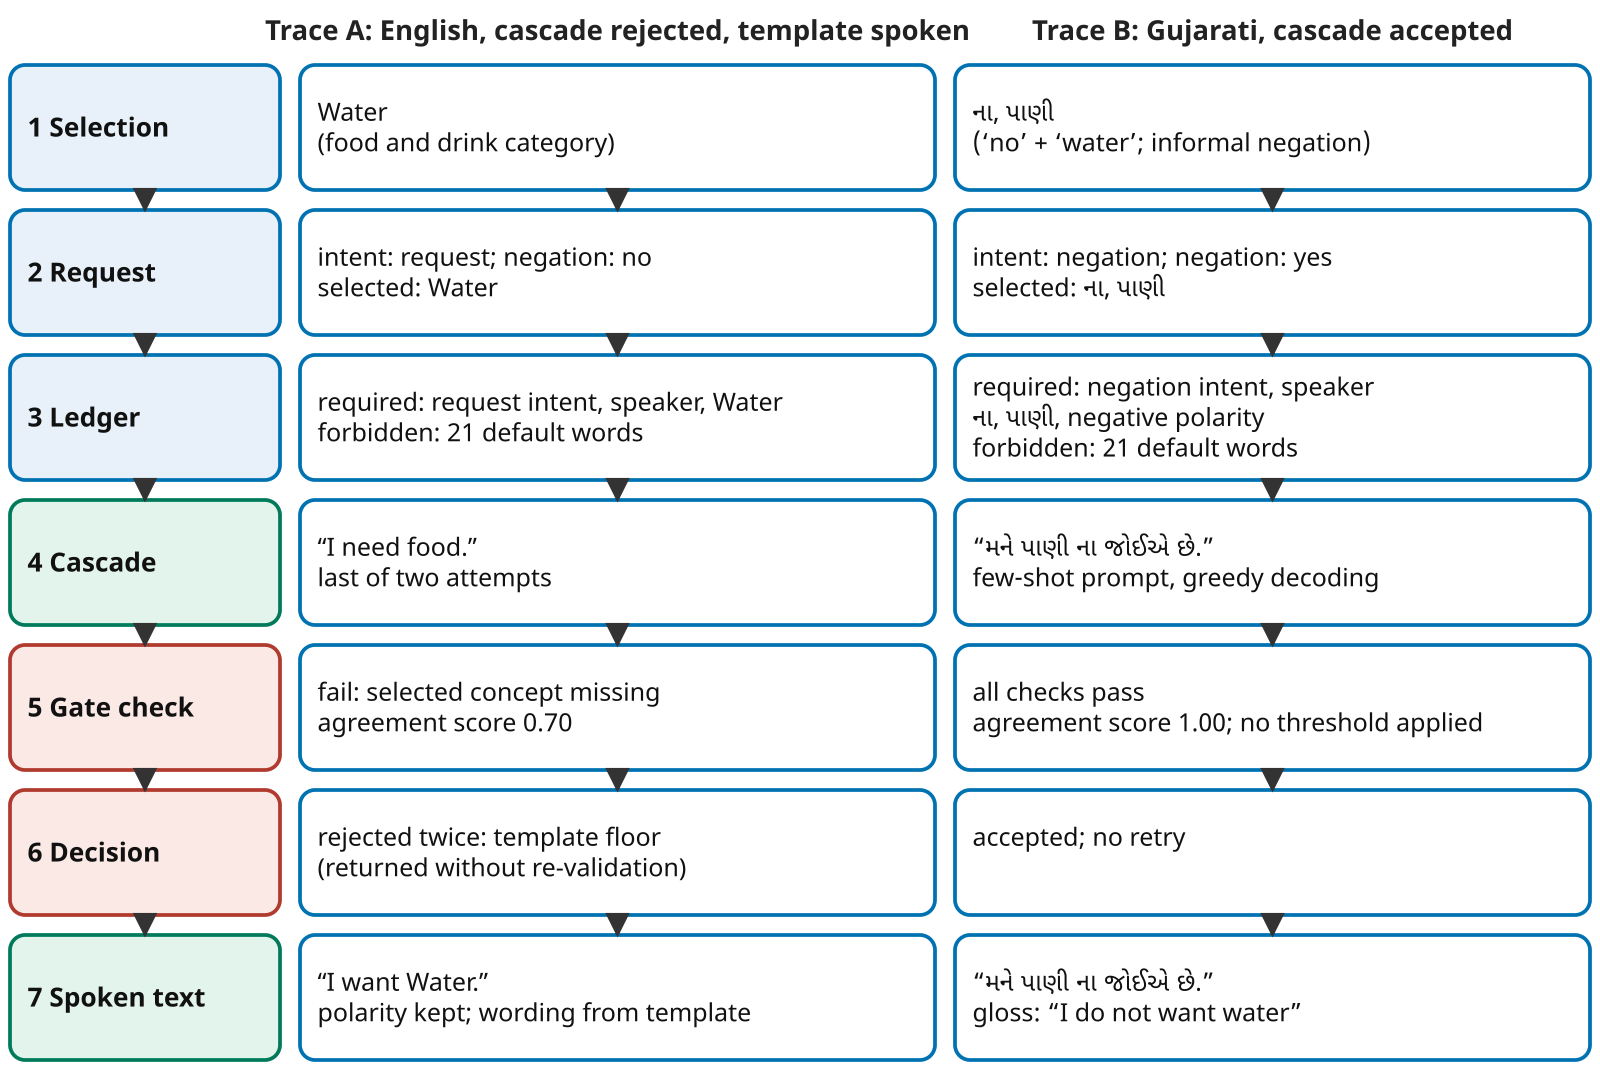 Trace A: English, cascade rejected, template spoken
Trace B: Gujarati, cascade accepted
1 Selection
Water
(food and drink category)
ના, પાણી
(‘no’ + ‘water’; informal negation)
2 Request
intent: request; negation: no
selected: Water
intent: negation; negation: yes
selected: ના, પાણી
3 Ledger
required: request intent, speaker, Water
forbidden: 21 default words
required: negation intent, speaker
ના, પાણી, negative polarity
forbidden: 21 default words
4 Cascade
“I need food.”
last of two attempts
“મને પાણી ના જોઈએ છે.”
few-shot prompt, greedy decoding
5 Gate check
fail: selected concept missing
agreement score 0.70
all checks pass
agreement score 1.00; no threshold applied
6 Decision
rejected twice: template floor
(returned without re-validation)
accepted; no retry
7 Spoken text
“I want Water.”
polarity kept; wording from template
“મને પાણી ના જોઈએ છે.”
gloss: “I do not want water”